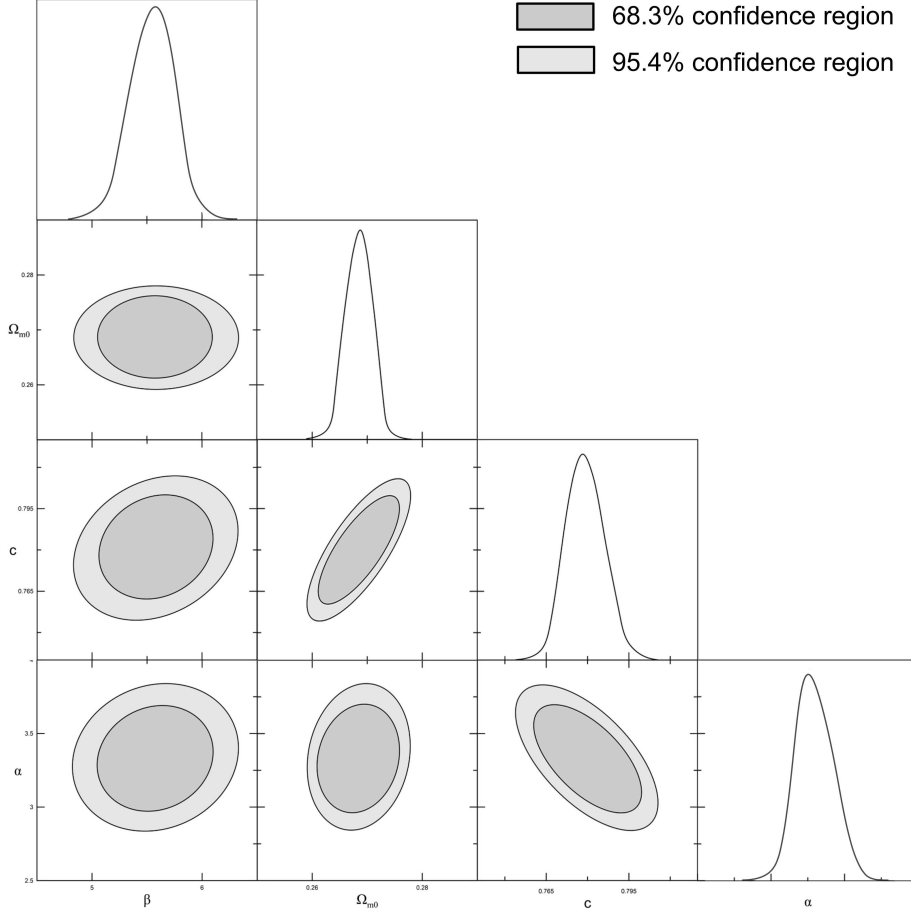 68.3% confidence region
95.4% confidence region
0.28
Ωm0
0.26
0.795
c
0.765
3.5
α
3
2.5
5 6 0.26 0.28 0.765 0.795
β Ωm0 c α